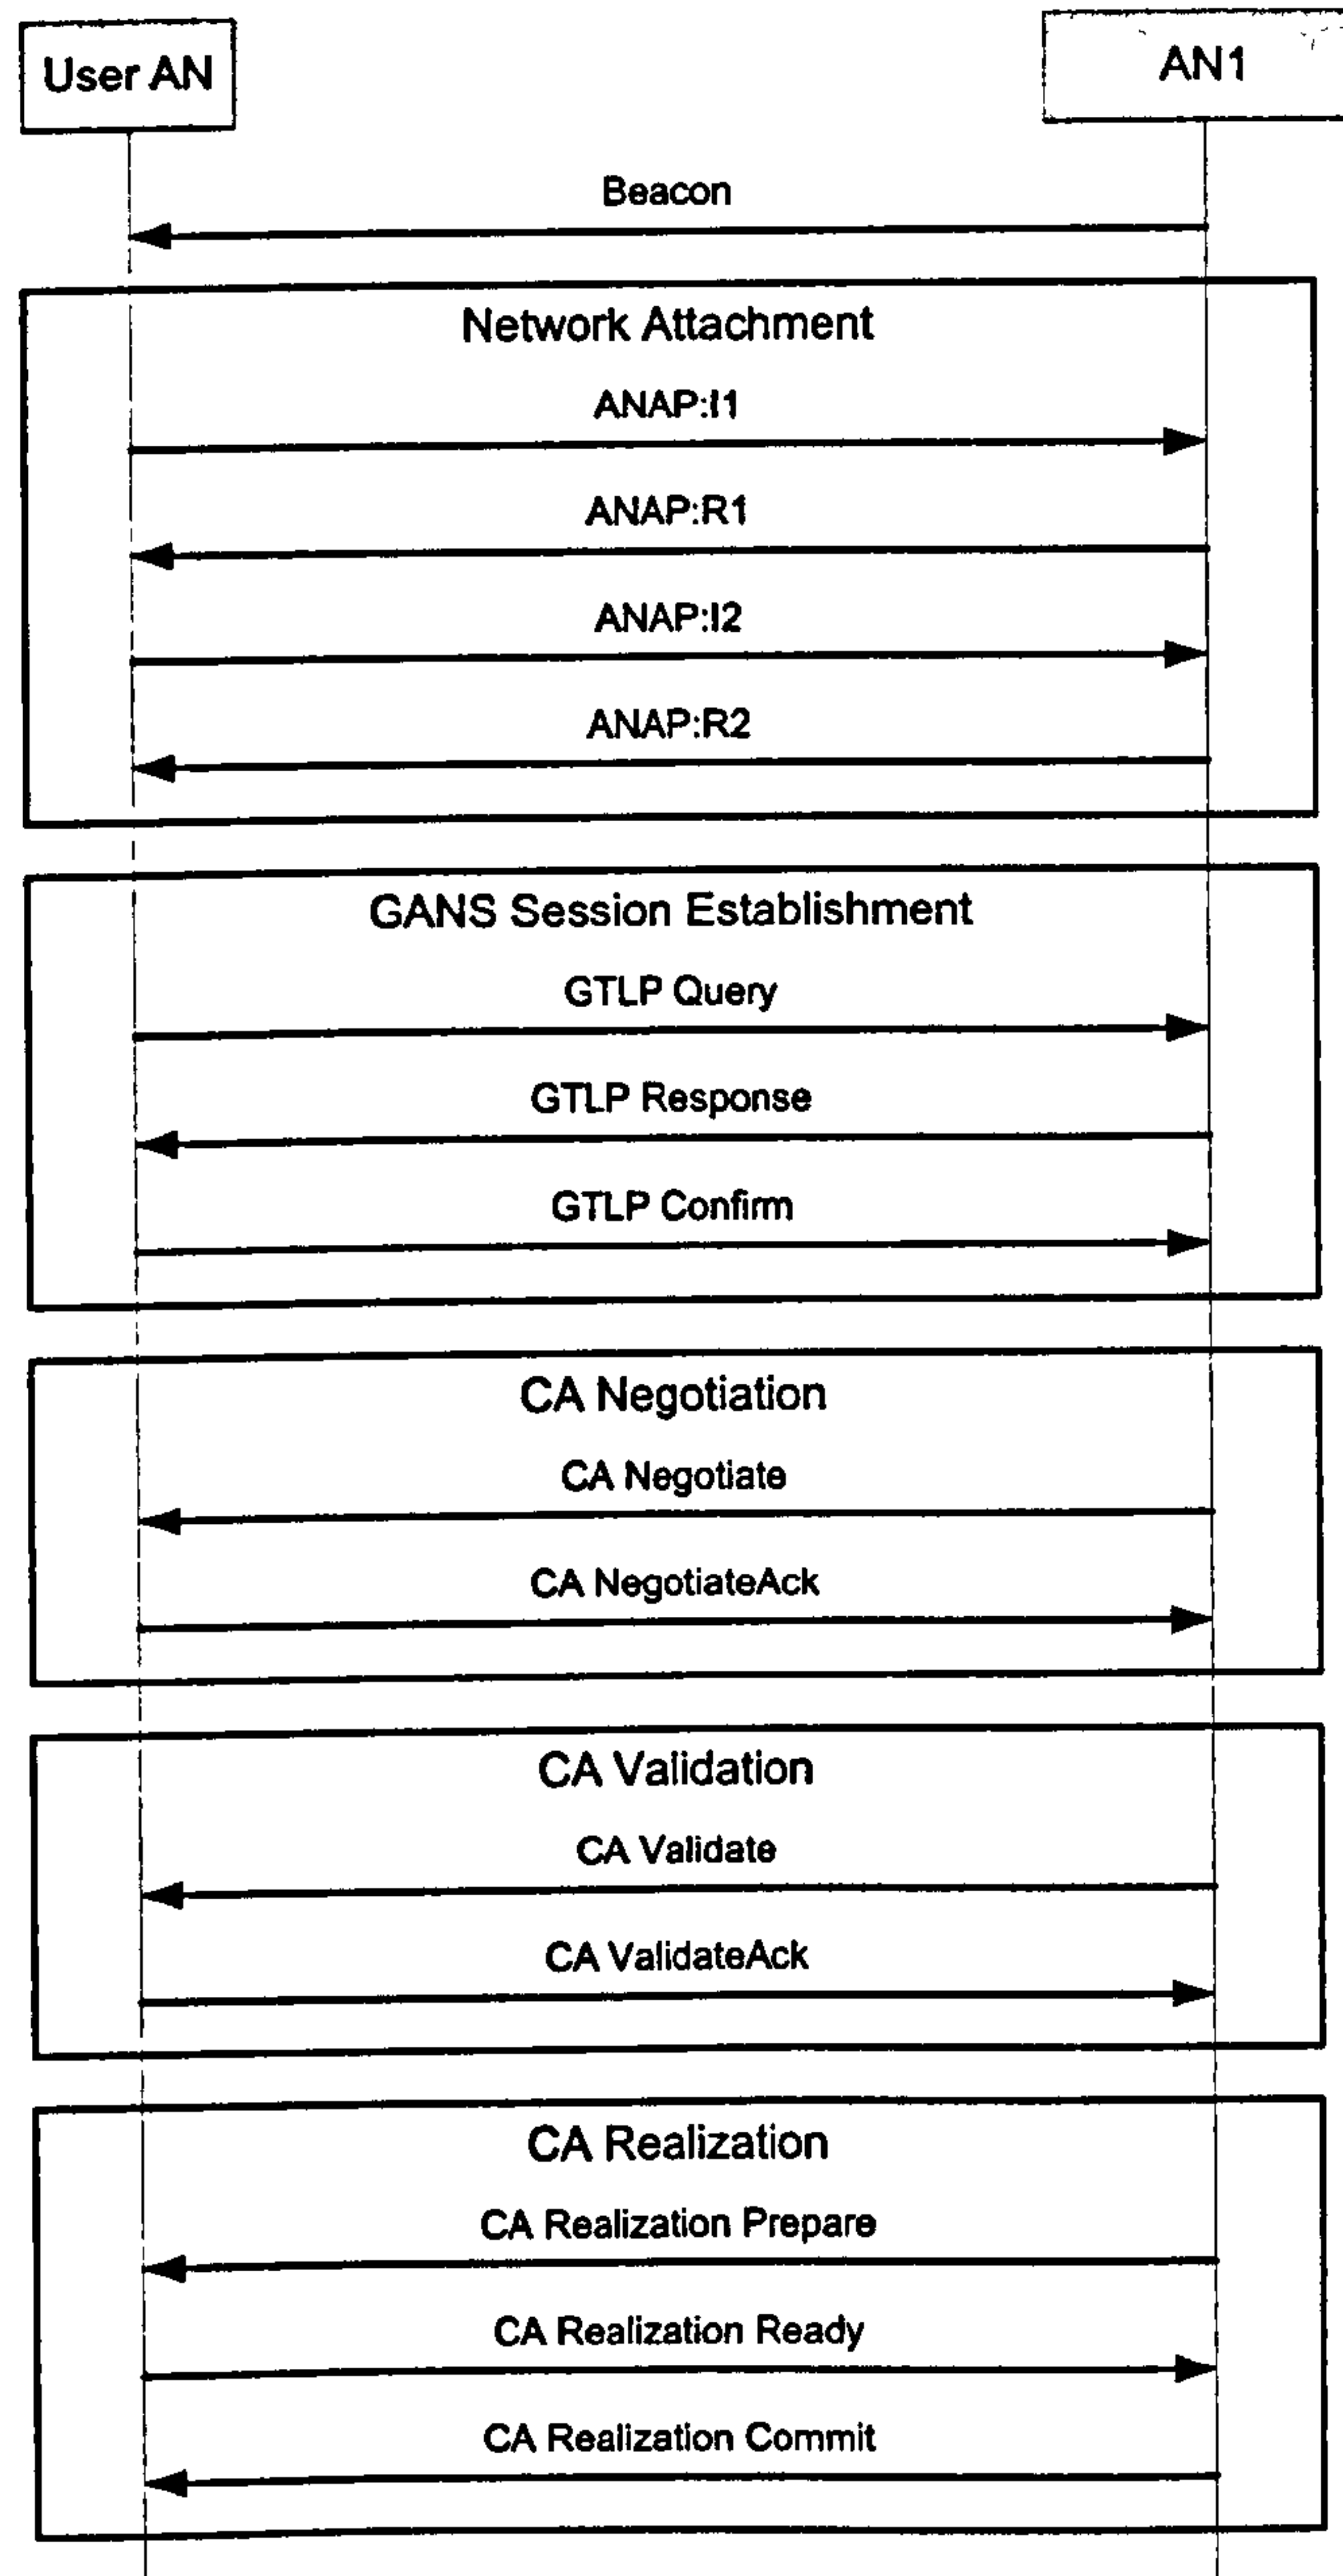 User AN
AN1
Beacon
Network Attachment
ANAP:I1
ANAP:R1
ANAP:I2
ANAP:R2
GANS Session Establishment
GTLP Query
GTLP Response
GTLP Confirm
CA Negotiation
CA Negotiate
CA NegotiateAck
CA Validation
CA Validate
CA ValidateAck
CA Realization
CA Realization Prepare
CA Realization Ready
CA Realization Commit